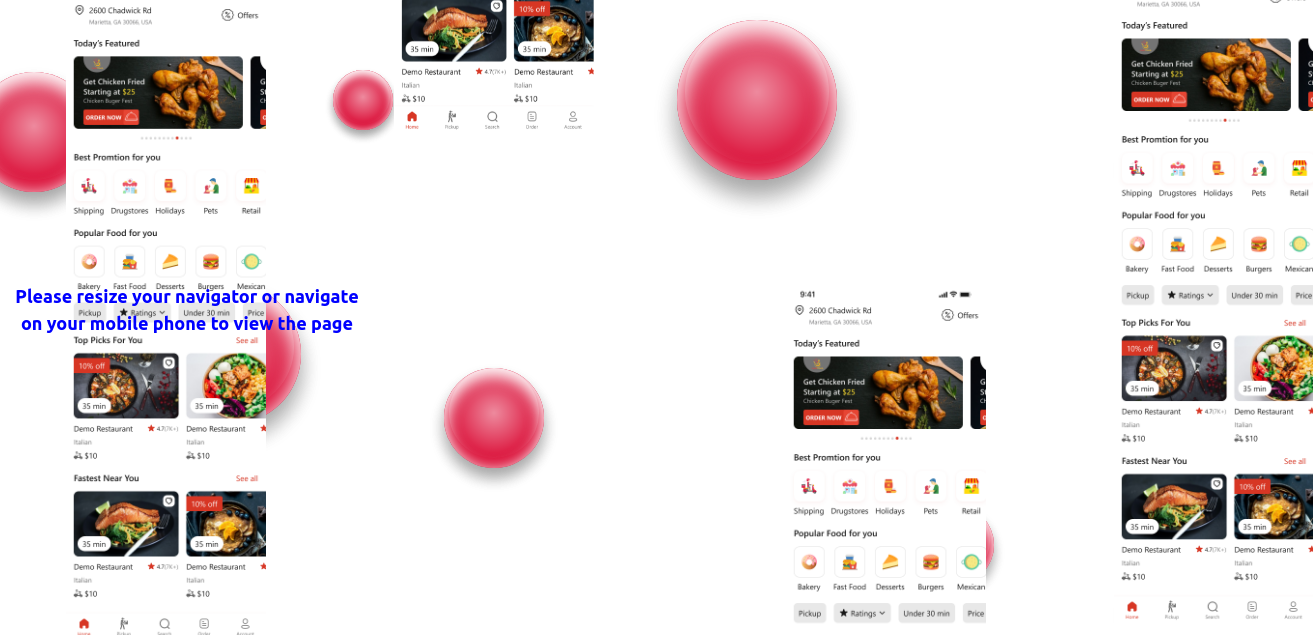 2600 Chadwick Rd
Marietta, GA 30066, USA
Offers
Today's Featured
Get Chicken Fried
Starting at $25
Chicken Buger Fest
ORDER NOW
Best Promtion for you
Shipping Drugstores Holidays Pets Retail
Popular Food for you
Bakery Fast Food Desserts Burgers Mexican
Please resize your navigator or navigate
on your mobile phone to view the page
Pickup Ratings Under 30 min Price
Top Picks For You See all
10% off
35 min 35 min
Demo Restaurant 4.7(7K+) Demo Restaurant
Italian Italian
$10 $10
Fastest Near You See all
10% off
35 min 35 min
Demo Restaurant 4.7(7K+) Demo Restaurant
Italian Italian
$10 $10
Home Pickup Search Order Account
10% off
35 min 35 min
Demo Restaurant 4.7(7K+) Demo Restaurant
Italian Italian
$10 $10
Home Pickup Search Order Account
9:41
2600 Chadwick Rd
Marietta, GA 30066, USA
Offers
Today's Featured
Get Chicken Fried
Starting at $25
Chicken Buger Fest
ORDER NOW
Best Promtion for you
Shipping Drugstores Holidays Pets Retail
Popular Food for you
Bakery Fast Food Desserts Burgers Mexican
Pickup Ratings Under 30 min Price
Marietta, GA 30066, USA
Today's Featured
Get Chicken Fried
Starting at $25
Chicken Buger Fest
ORDER NOW
Best Promtion for you
Shipping Drugstores Holidays Pets Retail
Popular Food for you
Bakery Fast Food Desserts Burgers Mexican
Pickup Ratings Under 30 min Price
Top Picks For You See all
10% off
35 min 35 min
Demo Restaurant 4.7(7K+) Demo Restaurant
Italian Italian
$10 $10
Fastest Near You See all
10% off
35 min 35 min
Demo Restaurant 4.7(7K+) Demo Restaurant
Italian Italian
$10 $10
Home Pickup Search Order Account